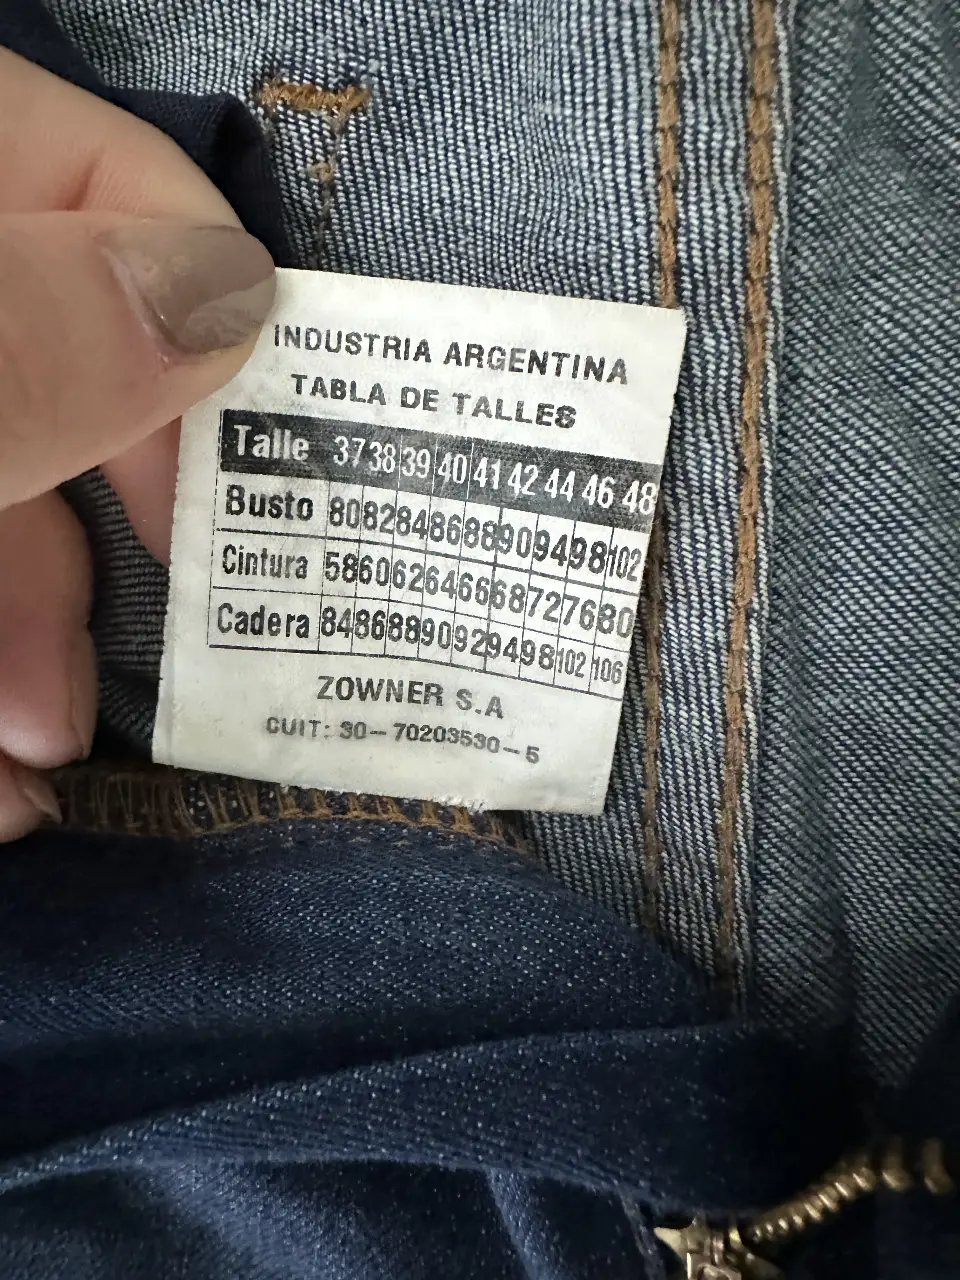 INDUSTRIA ARGENTINA
TABLA DE TALLES
Talle 37 38 39 40 41 42 44 46 48
Busto 80 82 84 86 88 90 94 98 102
Cintura 58 60 62 64 66 68 72 76 80
Cadera 84 86 88 90 92 94 98 102 106
ZOWNER S.A
CUIT: 30-70203530-5